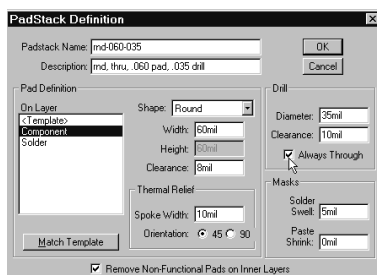 PadStack Definition
Padstack Name: rnd-060-035
OK
Description: rnd, thru, .060 pad, .035 drill
Cancel
Pad Definition
On Layer
<Template>
Component
Solder
Match Template
Shape: Round
Width: 60mil
Height: 60mil
Clearance: 8mil
Thermal Relief
Spoke Width: 10mil
Orientation: 45 90
Drill
Diameter: 35mil
Clearance: 10mil
Always Through
Masks
Solder
Swell: 5mil
Paste
Shrink: 0mil
Remove Non-Functional Pads on Inner Layers